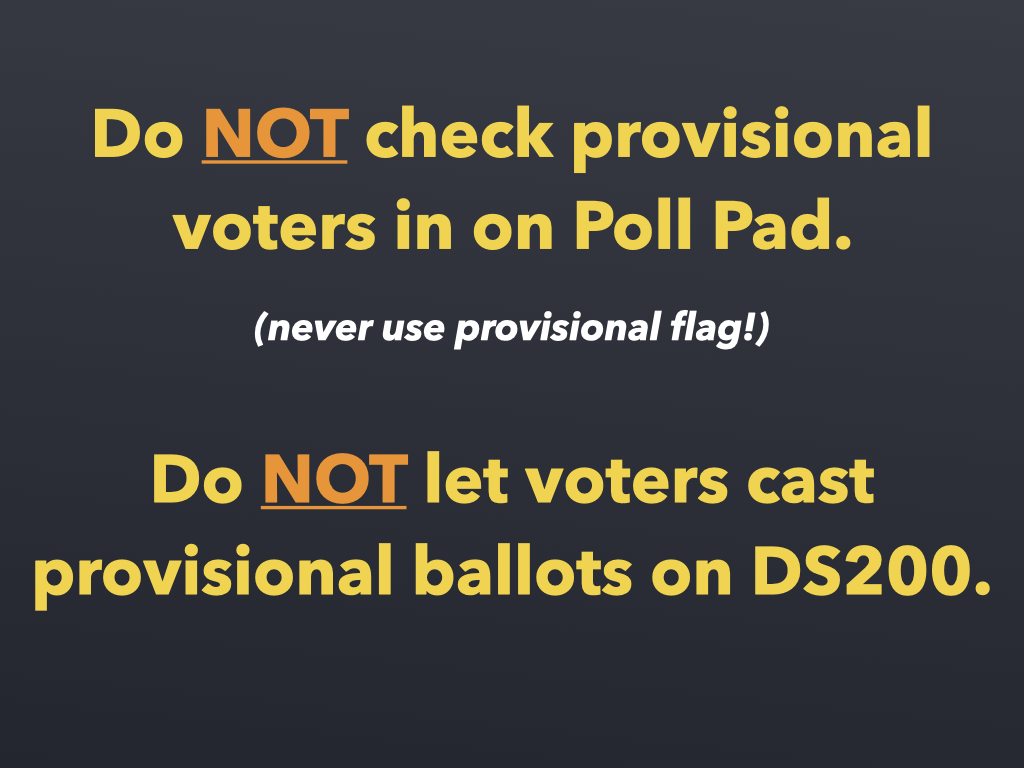 Do NOT check provisional
voters in on Poll Pad.
(never use provisional flag!)
Do NOT let voters cast
provisional ballots on DS200.